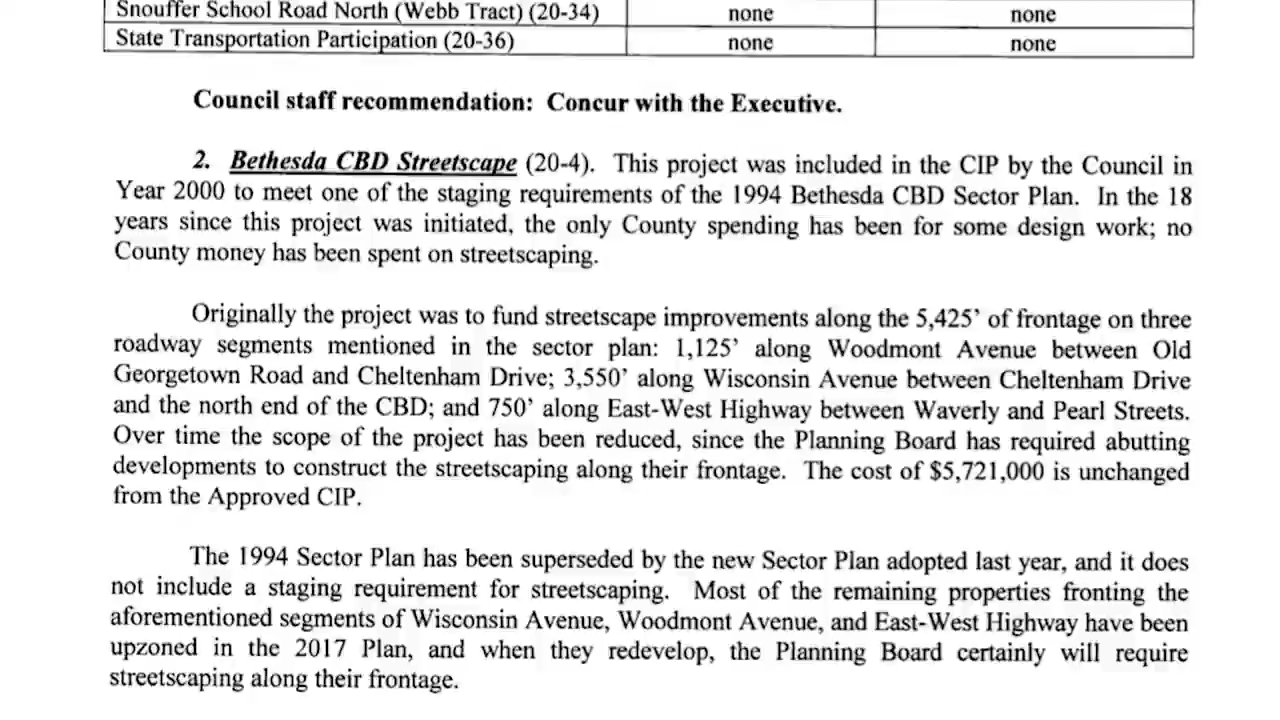 Snouffer School Road North (Webb Tract) (20-34) none none
State Transportation Participation (20-36) none none
Council staff recommendation: Concur with the Executive.
2. Bethesda CBD Streetscape (20-4). This project was included in the CIP by the Council in
Year 2000 to meet one of the staging requirements of the 1994 Bethesda CBD Sector Plan. In the 18
years since this project was initiated, the only County spending has been for some design work; no
County money has been spent on streetscaping.
Originally the project was to fund streetscape improvements along the 5,425’ of frontage on three
roadway segments mentioned in the sector plan: 1,125’ along Woodmont Avenue between Old
Georgetown Road and Cheltenham Drive; 3,550’ along Wisconsin Avenue between Cheltenham Drive
and the north end of the CBD; and 750’ along East-West Highway between Waverly and Pearl Streets.
Over time the scope of the project has been reduced, since the Planning Board has required abutting
developments to construct the streetscaping along their frontage. The cost of $5,721,000 is unchanged
from the Approved CIP.
The 1994 Sector Plan has been superseded by the new Sector Plan adopted last year, and it does
not include a staging requirement for streetscaping. Most of the remaining properties fronting the
aforementioned segments of Wisconsin Avenue, Woodmont Avenue, and East-West Highway have been
upzoned in the 2017 Plan, and when they redevelop, the Planning Board certainly will require
streetscaping along their frontage.